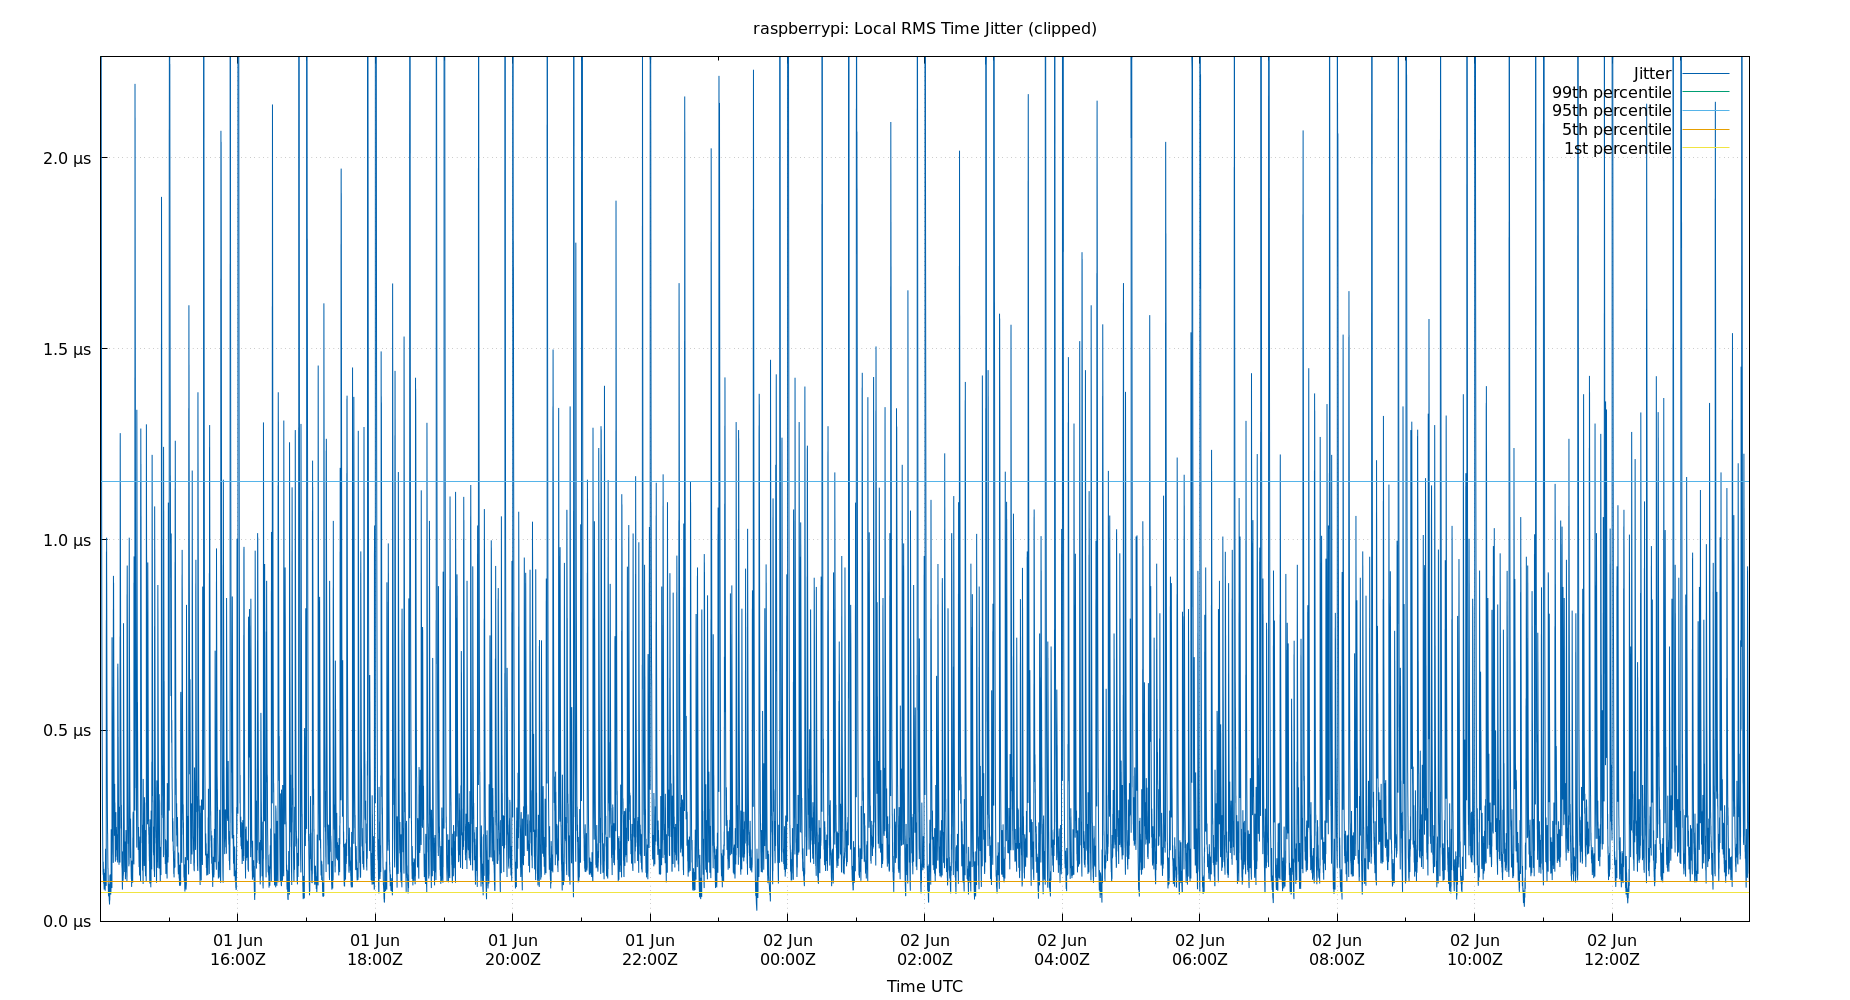 raspberrypi: Local RMS Time Jitter (clipped)
Jitter
99th percentile
95th percentile
5th percentile
1st percentile
2.0 µs
1.5 µs
1.0 µs
0.5 µs
0.0 µs
01 Jun 01 Jun 01 Jun 01 Jun 02 Jun 02 Jun 02 Jun 02 Jun 02 Jun 02 Jun 02 Jun
16:00Z 18:00Z 20:00Z 22:00Z 00:00Z 02:00Z 04:00Z 06:00Z 08:00Z 10:00Z 12:00Z
Time UTC